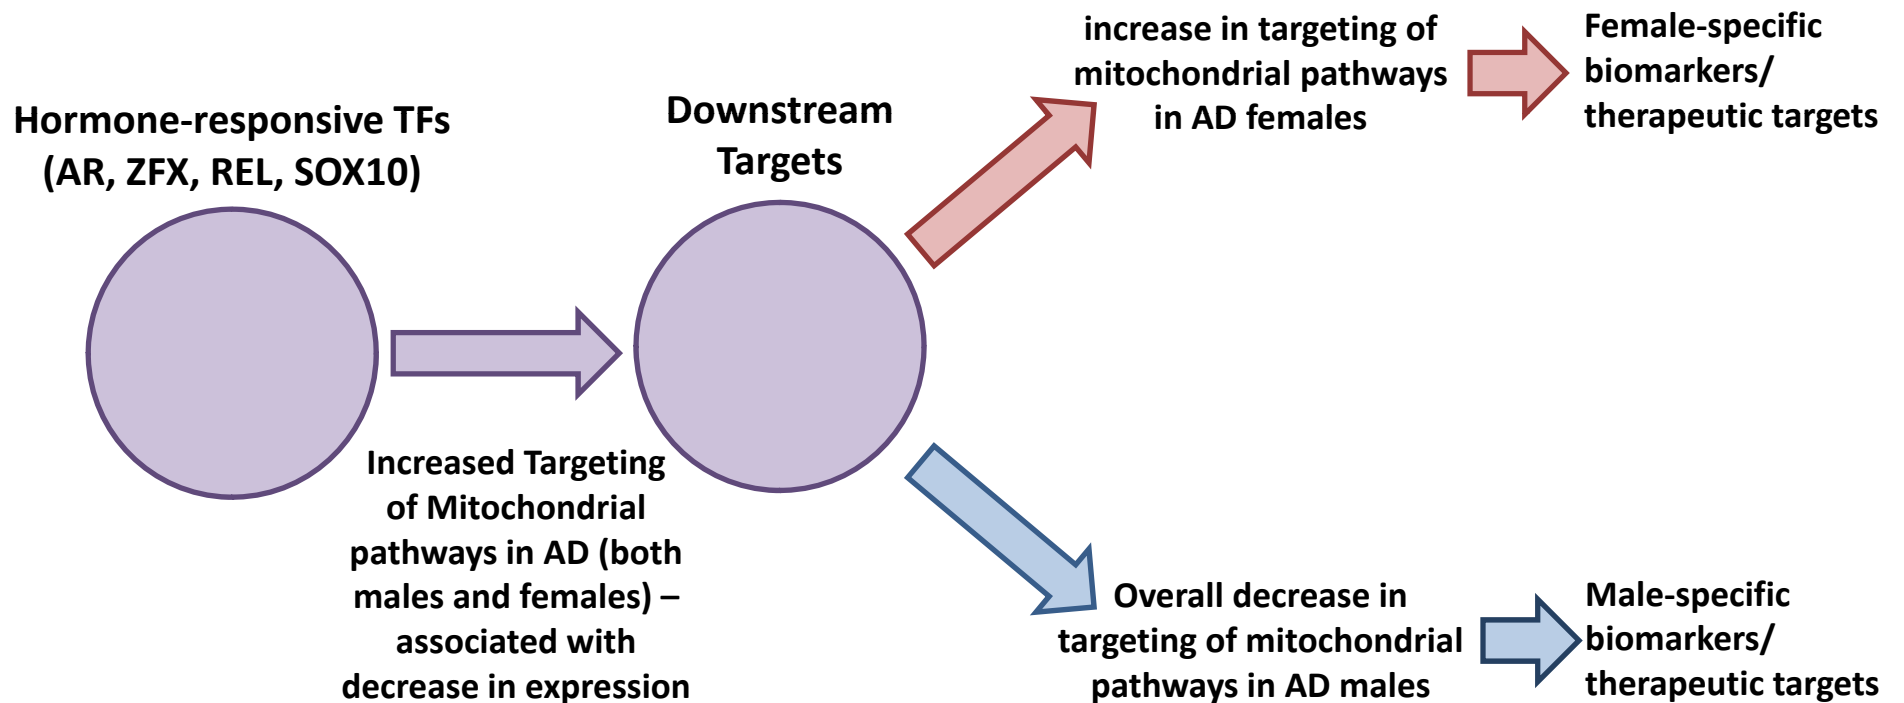 Hormone-responsive TFs
(AR, ZFX, REL, SOX10)
Downstream
Targets
Increased Targeting
of Mitochondrial
pathways in AD (both
males and females) –
associated with
decrease in expression
increase in targeting of
mitochondrial pathways
in AD females
Female-specific
biomarkers/
therapeutic targets
Overall decrease in
targeting of mitochondrial
pathways in AD males
Male-specific
biomarkers/
therapeutic targets